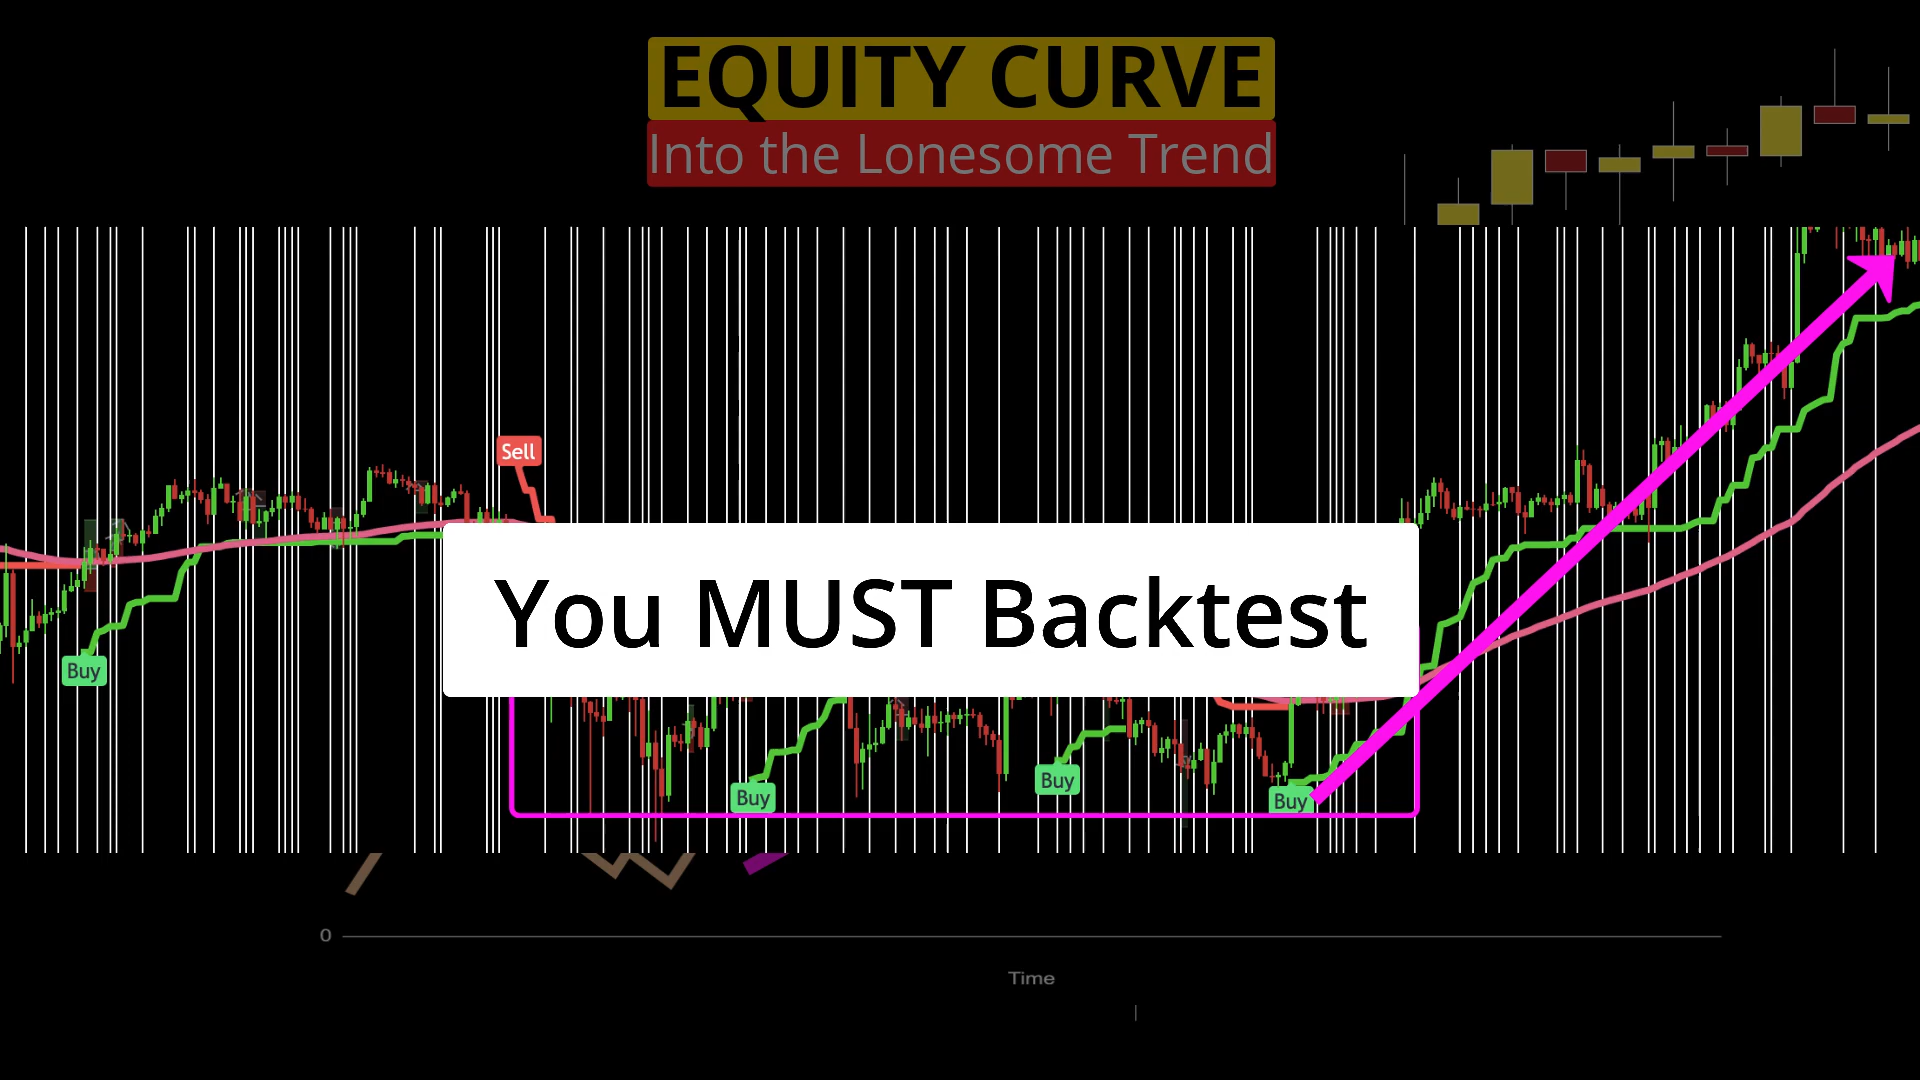 EQUITY CURVE
Into the Lonesome Trend
Sell
You MUST Backtest
Buy
Buy
Buy
Buy
0
Time